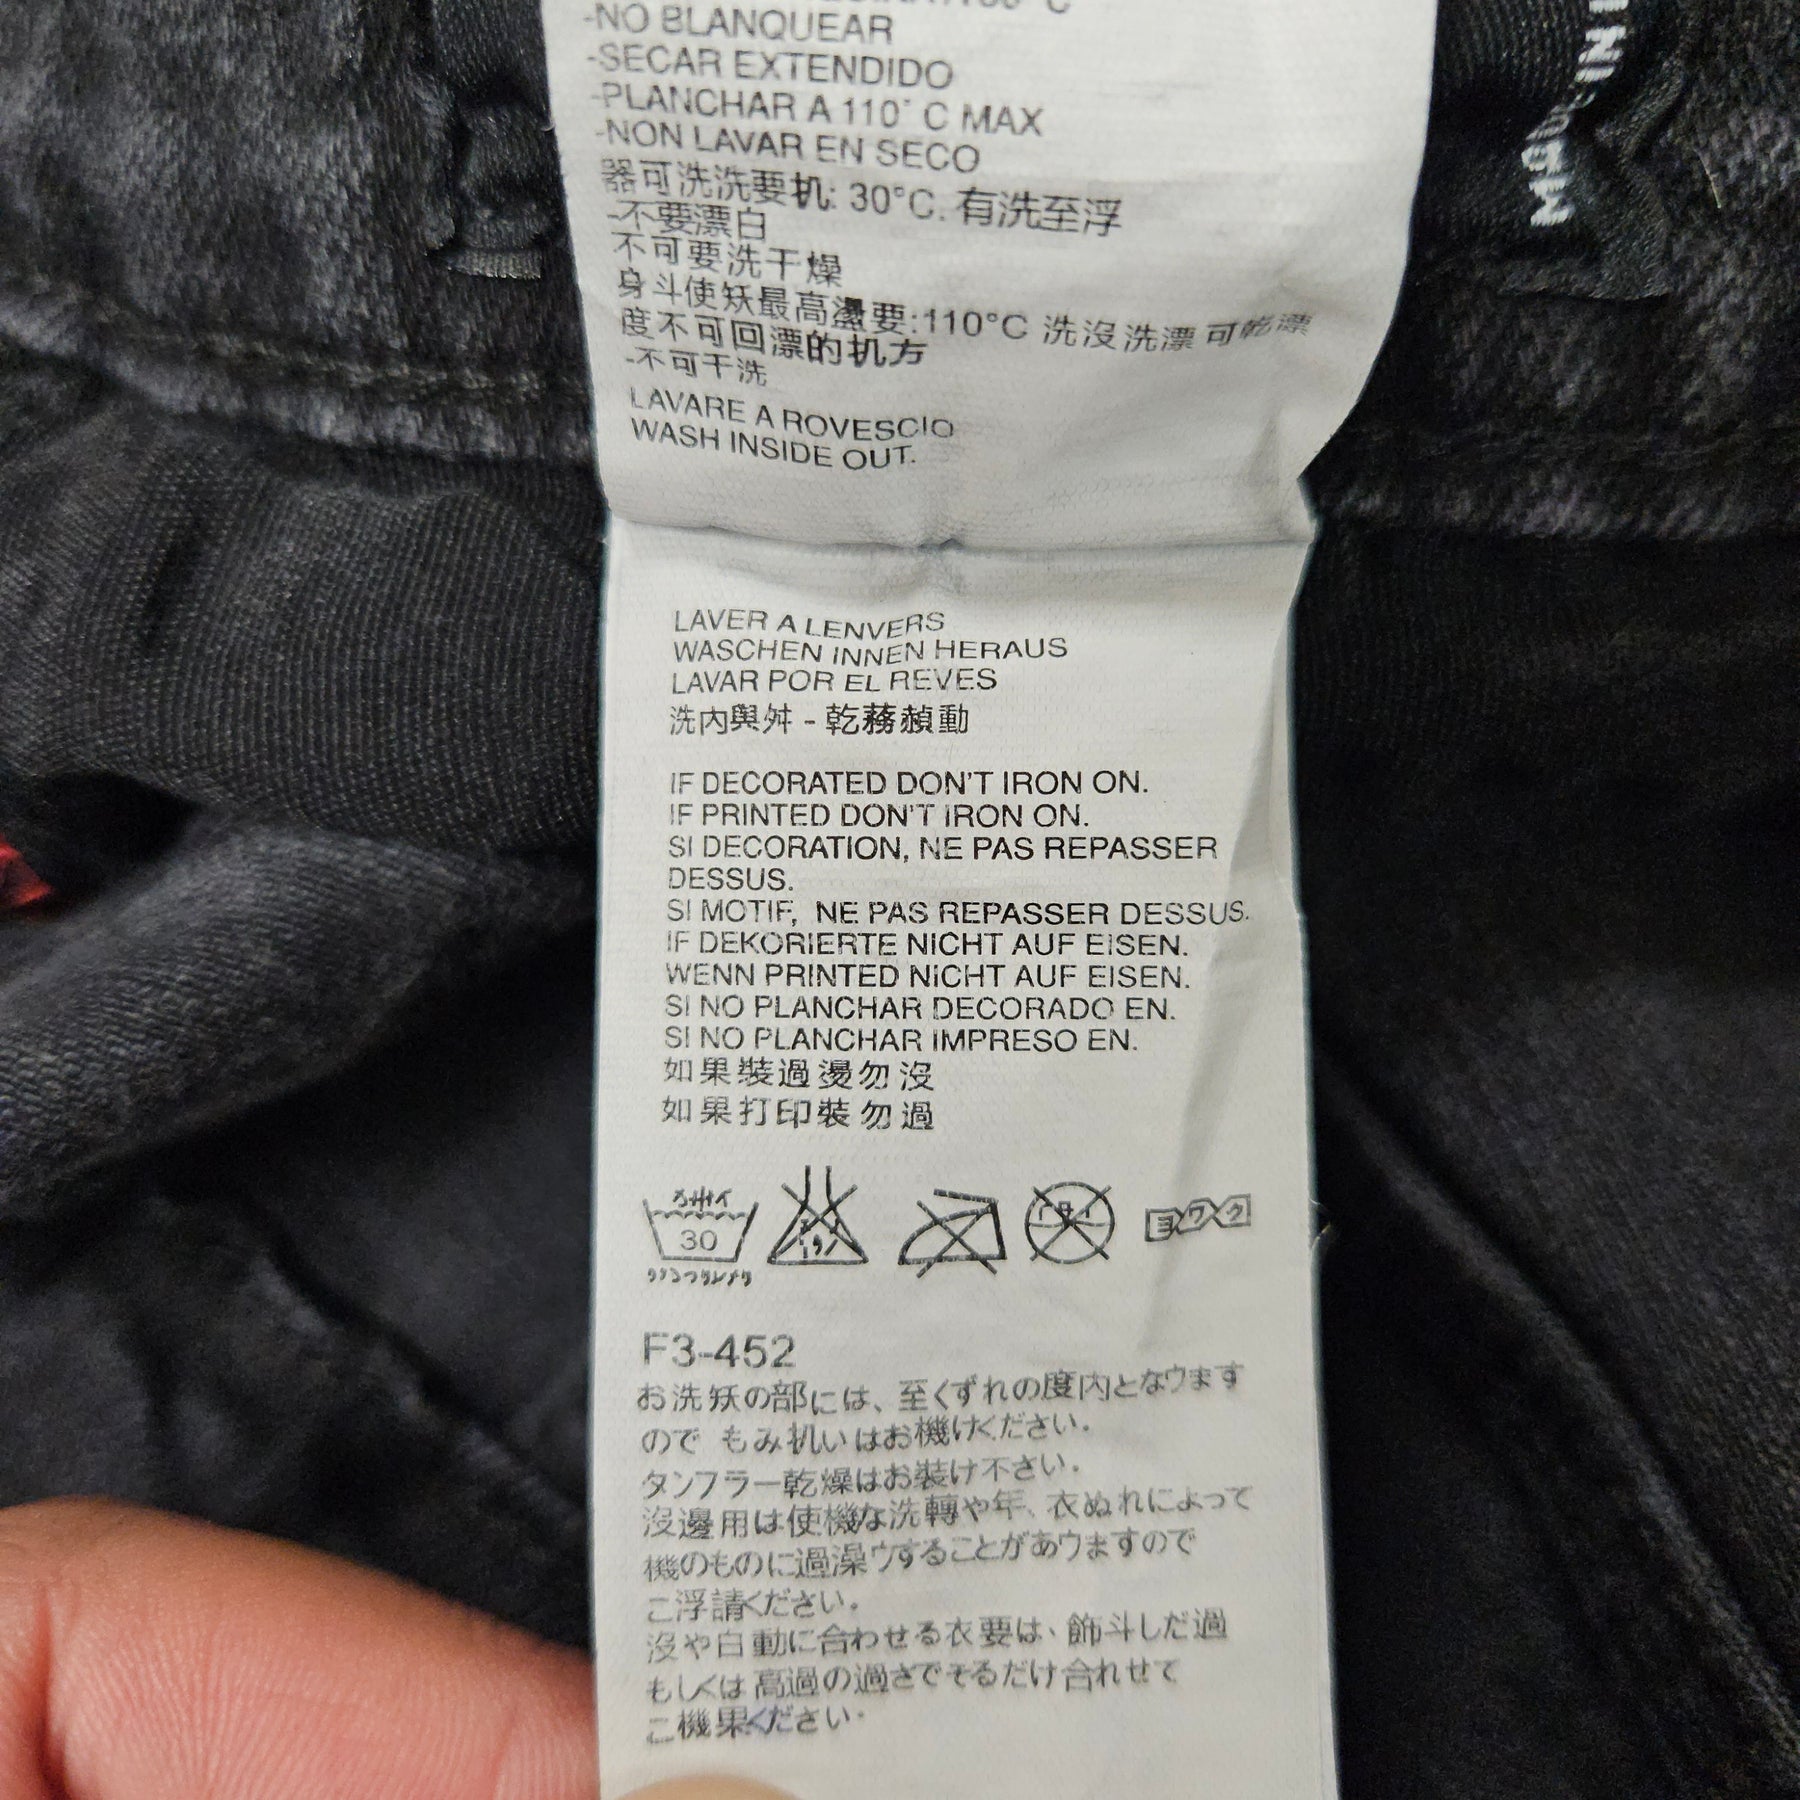 -NO BLANQUEAR
-SECAR EXTENDIDO
-PLANCHAR A 110° C MAX
-NON LAVAR EN SECO
器可洗洗要机: 30°C. 有洗至浮
-不要漂白
不可要洗干燥
身斗使妖最高盪要:110°C 洗沒洗漂可乾漂
度不可回漂的机方
-不可干洗
LAVARE A ROVESCIO
WASH INSIDE OUT.
LAVER A LENVERS
WASCHEN INNEN HERAUS
LAVAR POR EL REVES
洗内與舛 - 乾務動
IF DECORATED DON'T IRON ON.
IF PRINTED DON'T IRON ON.
SI DECORATION, NE PAS REPASSER
DESSUS.
SI MOTIF, NE PAS REPASSER DESSUS.
IF DEKORIERTE NICHT AUF EISEN.
WENN PRINTED NICHT AUF EISEN.
SI NO PLANCHAR DECORADO EN.
SI NO PLANCHAR IMPRESO EN.
如果裝過燙勿沒
如果打印裝勿過
30
ヨワク
F3-452
お洗妖の部には、至くずれの度内となウます
ので もみ扒いはお機けください.
タンフラー乾燥はお装け不さい.
沒邊用は使機な洗轉や年、衣ぬれによって
機のものに過澡ウすることがあウますので
こ浮請ください.
沒や白動に合わせる衣要は、飾斗しだ過
もしくは高過の過さでそるだけ合れせて
こ機果ください.